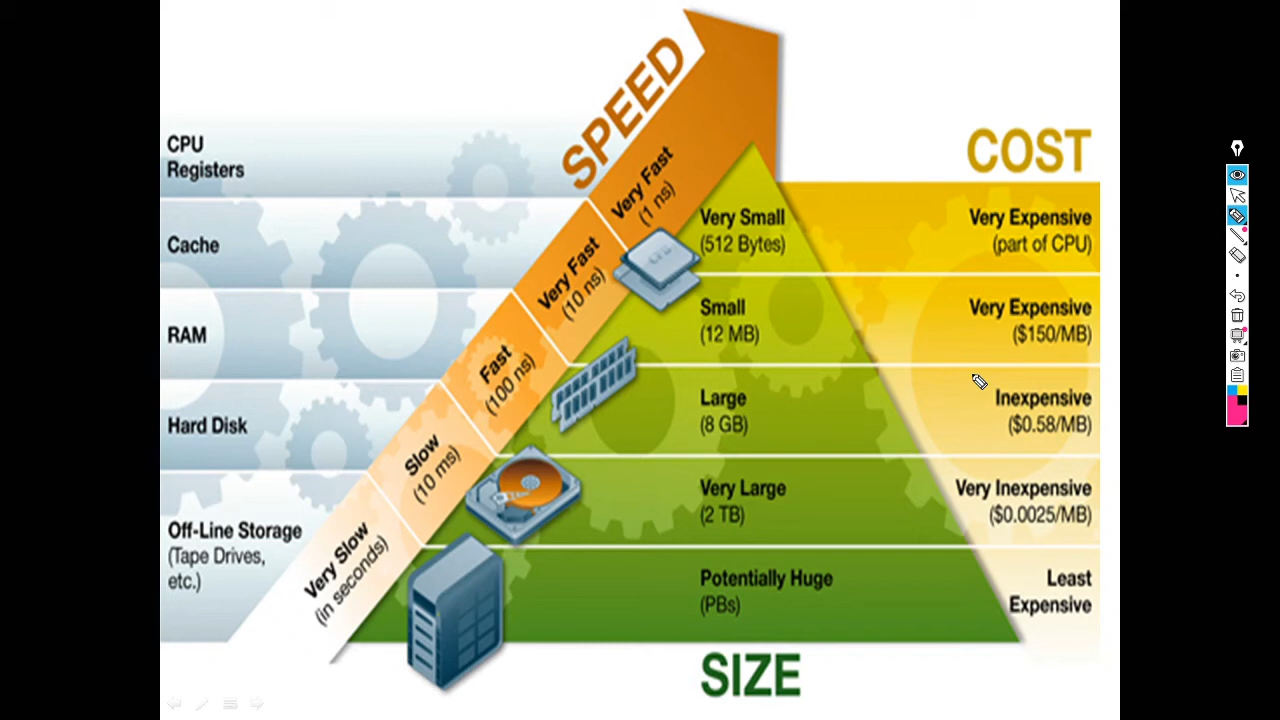 SPEED
COST
CPU
Registers
Very Fast
(1 ns)
Very Small
(512 Bytes)
Very Expensive
(part of CPU)
Cache
Very Fast
(10 ns)
Small
(12 MB)
Very Expensive
($150/MB)
RAM
Fast
(100 ns)
Large
(8 GB)
Inexpensive
($0.58/MB)
Hard Disk
Slow
(10 ms)
Very Large
(2 TB)
Very Inexpensive
($0.0025/MB)
Off-Line Storage
(Tape Drives,
etc.)
Very Slow
(in seconds)
Potentially Huge
(PBs)
Least
Expensive
SIZE